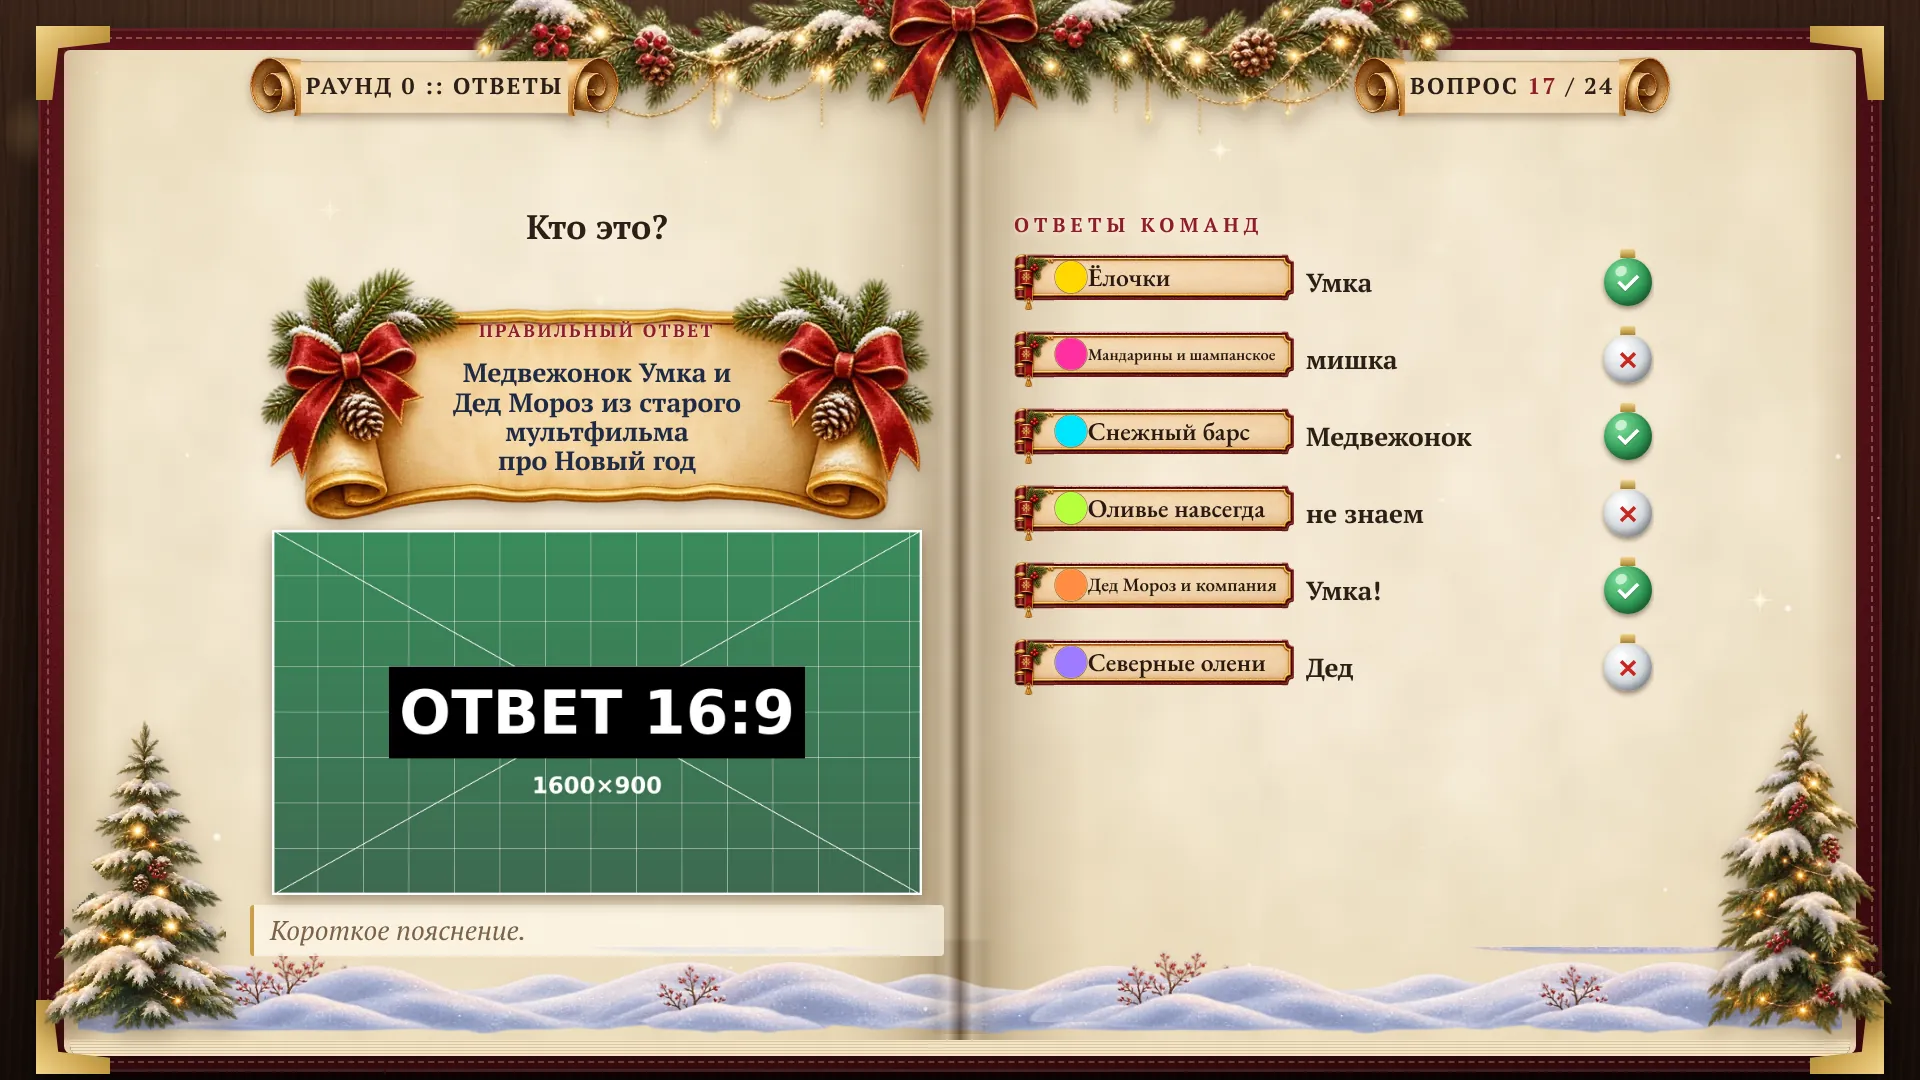 РАУНД 0 :: ОТВЕТЫ
ВОПРОС 17 / 24
Кто это?
ПРАВИЛЬНЫЙ ОТВЕТ
Медвежонок Умка и
Дед Мороз из старого
мультфильма
про Новый год
ОТВЕТ 16:9
1600×900
Короткое пояснение.
ОТВЕТЫ КОМАНД
Ёлочки Умка
Мандарины и шампанское мишка
Снежный барс Медвежонок
Оливье навсегда не знаем
Дед Мороз и компания Умка!
Северные олени Дед